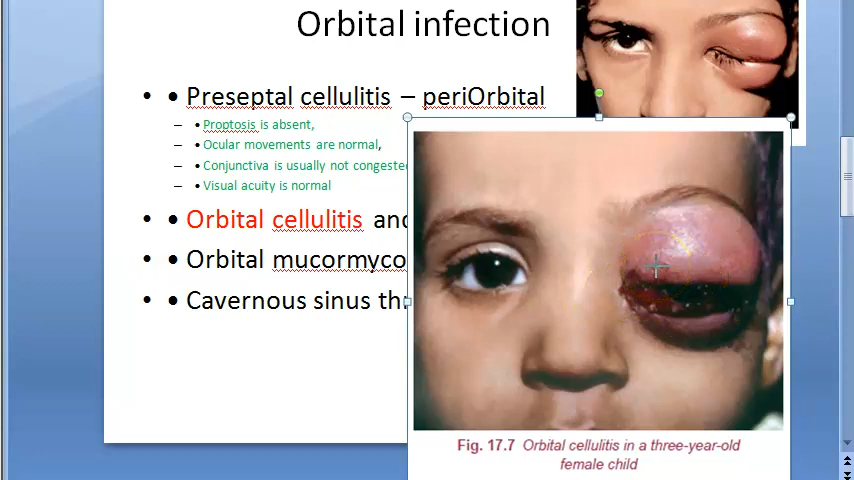 Orbital infection
• • Preseptal cellulitis – periOrbital
– • Proptosis is absent,
– • Ocular movements are normal,
– • Conjunctiva is usually not congested
– • Visual acuity is normal
• • Orbital cellulitis and
• • Orbital mucormyco
• • Cavernous sinus th
Fig. 17.7 Orbital cellulitis in a three-year-old
female child